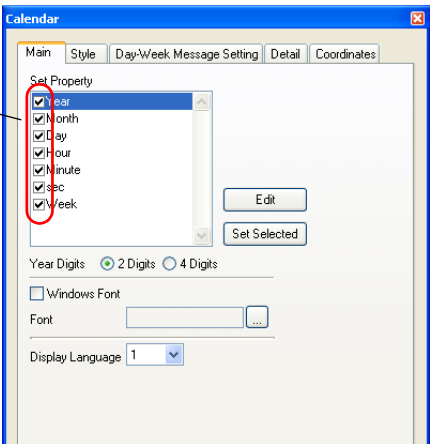 Calendar
Main Style Day-Week Message Setting Detail Coordinates
Set Property
Year
Month
Day
Hour
Minute
sec
Week
Edit
Set Selected
Year Digits 2 Digits 4 Digits
Windows Font
Font ...
Display Language 1